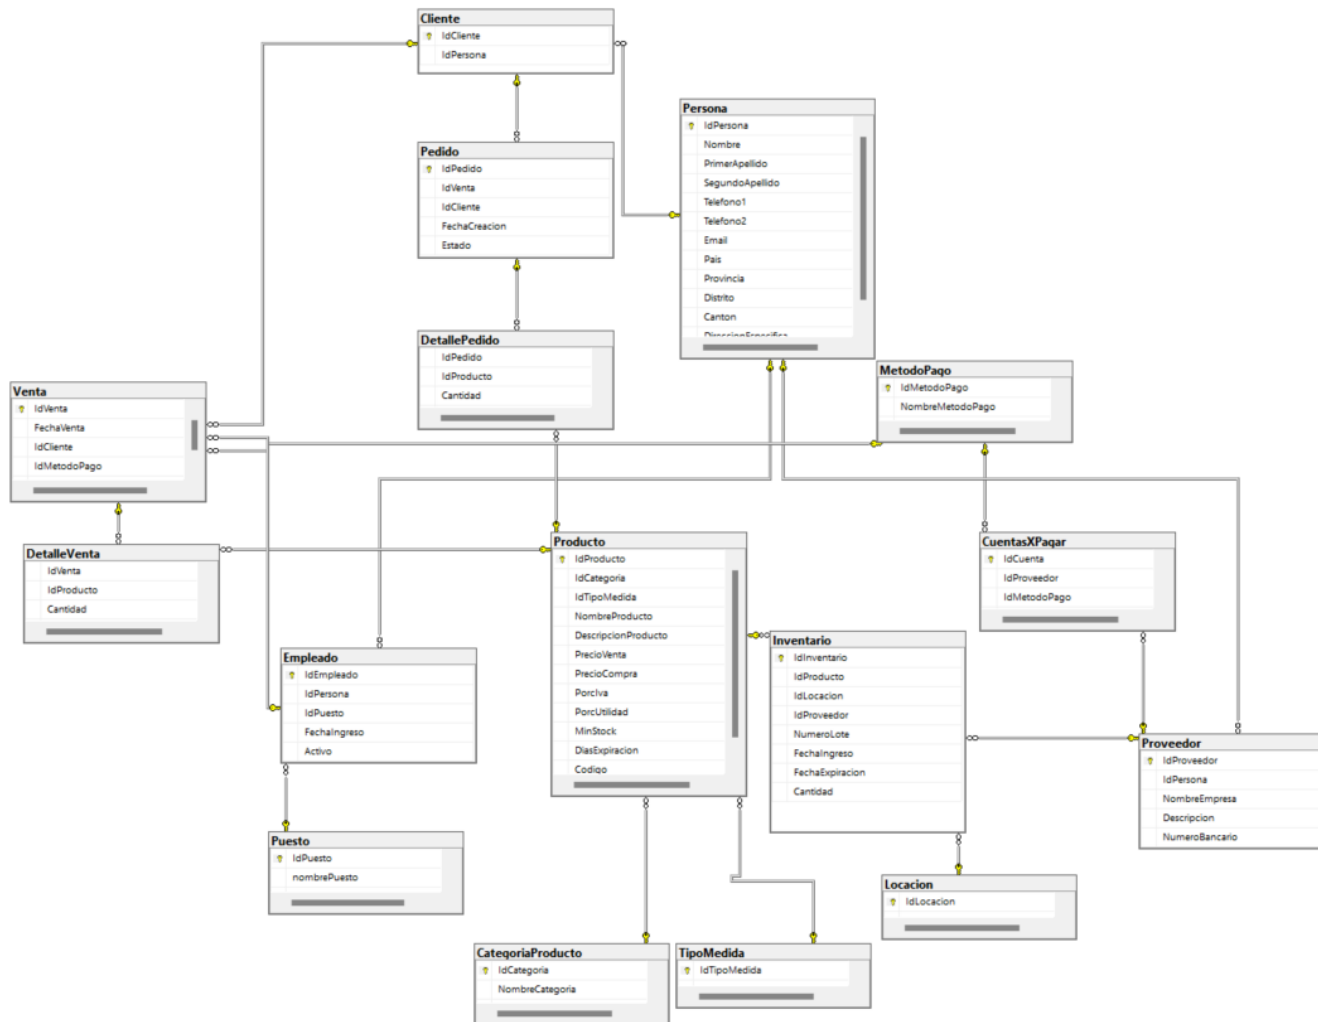 Cliente
IdCliente
IdPersona
Persona
IdPersona
Nombre
PrimerApellido
SegundoApellido
Telefono1
Telefono2
Email
Pais
Provincia
Distrito
Canton
DireccionEspecifica
Pedido
IdPedido
IdVenta
IdCliente
FechaCreacion
Estado
DetallePedido
IdPedido
IdProducto
Cantidad
MetodoPago
IdMetodoPago
NombreMetodoPago
Venta
IdVenta
FechaVenta
IdCliente
IdMetodoPago
DetalleVenta
IdVenta
IdProducto
Cantidad
Producto
IdProducto
IdCategoria
IdTipoMedida
NombreProducto
DescripcionProducto
PrecioVenta
PrecioCompra
PorcIva
PorcUtilidad
MinStock
DiasExpiracion
Codigo
CuentasXPagar
IdCuenta
IdProveedor
IdMetodoPago
Empleado
IdEmpleado
IdPersona
IdPuesto
FechaIngreso
Activo
Inventario
IdInventario
IdProducto
IdLocacion
IdProveedor
NumeroLote
FechaIngreso
FechaExpiracion
Cantidad
Proveedor
IdProveedor
IdPersona
NombreEmpresa
Descripcion
NumeroBancario
Puesto
IdPuesto
nombrePuesto
Locacion
IdLocacion
CategoriaProducto
IdCategoria
NombreCategoria
TipoMedida
IdTipoMedida